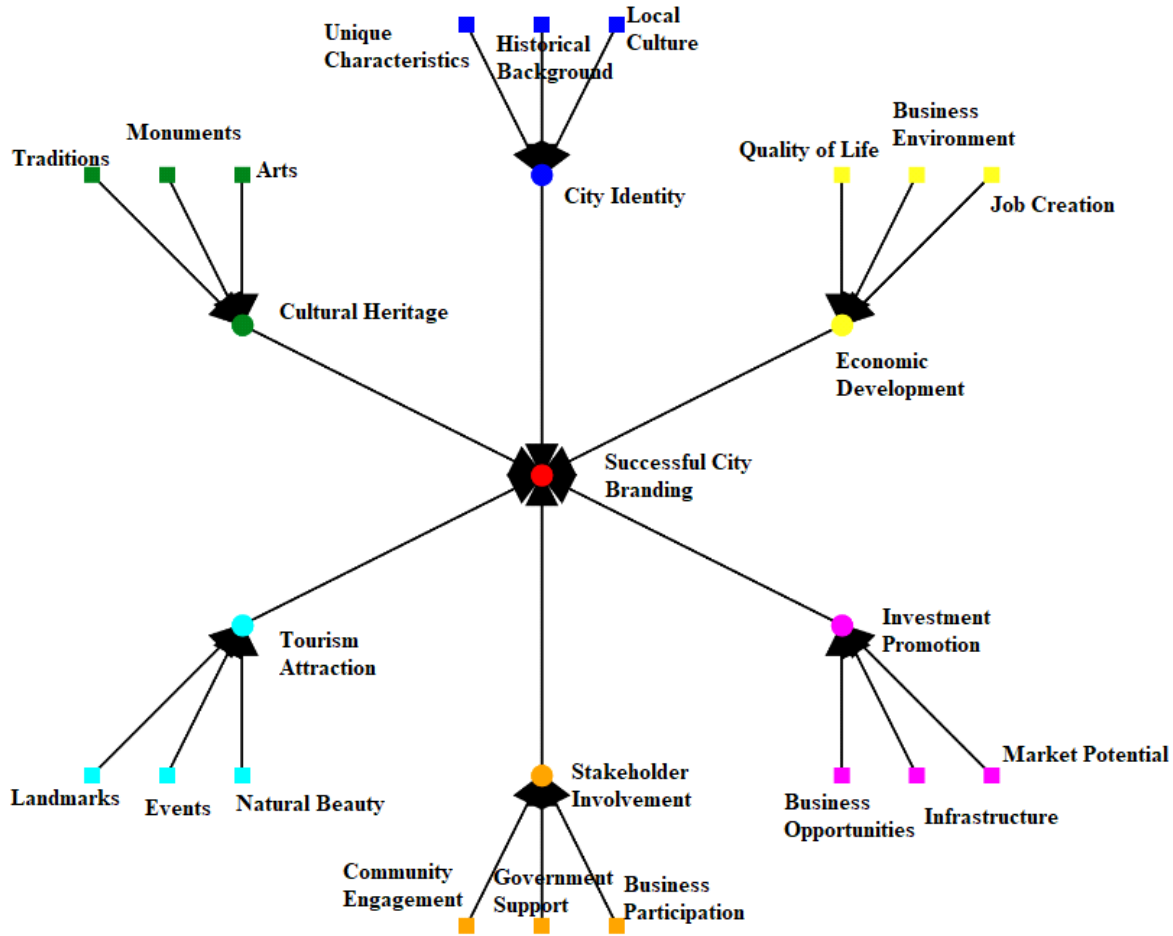 Unique
Characteristics
Historical
Background
Local
Culture
Traditions
Monuments
Arts
City Identity
Quality of Life
Business
Environment
Job Creation
Cultural Heritage
Economic
Development
Successful City
Branding
Tourism
Attraction
Investment
Promotion
Landmarks
Events
Natural Beauty
Stakeholder
Involvement
Market Potential
Business
Opportunities
Infrastructure
Community
Engagement
Government
Support
Business
Participation